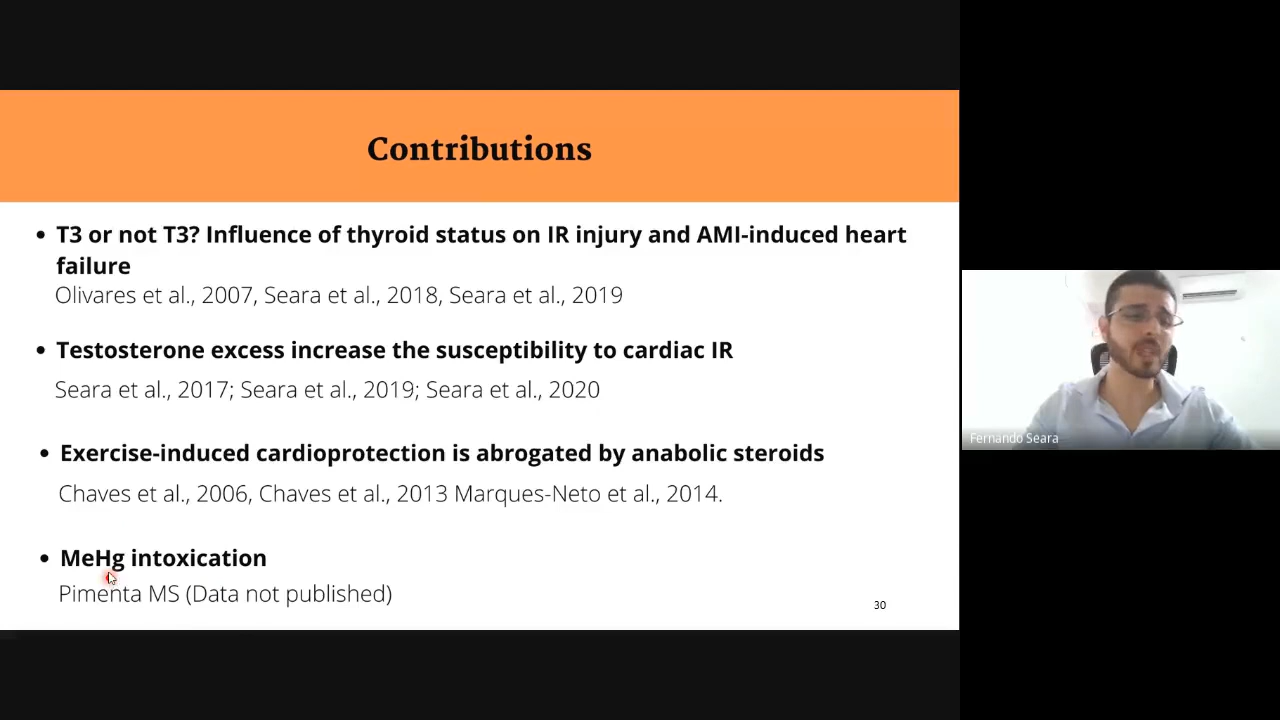 Contributions
• T3 or not T3? Influence of thyroid status on IR injury and AMI-induced heart
failure
Olivares et al., 2007, Seara et al., 2018, Seara et al., 2019
• Testosterone excess increase the susceptibility to cardiac IR
Seara et al., 2017; Seara et al., 2019; Seara et al., 2020
• Exercise-induced cardioprotection is abrogated by anabolic steroids
Chaves et al., 2006, Chaves et al., 2013 Marques-Neto et al., 2014.
• MeHg intoxication
Pimenta MS (Data not published)
30
Fernando Seara